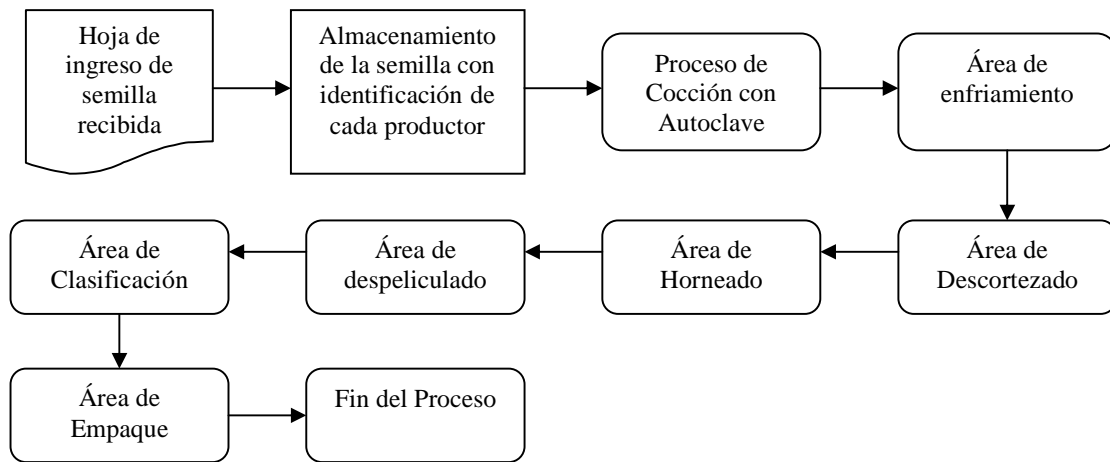 Hoja de
ingreso de
semilla
recibida
Almacenamiento
de la semilla con
identificación de
cada productor
Proceso de
Cocción con
Autoclave
Área de
enfriamiento
Área de
Descortezado
Área de
Horneado
Área de
despeliculado
Área de
Clasificación
Área de
Empaque
Fin del Proceso